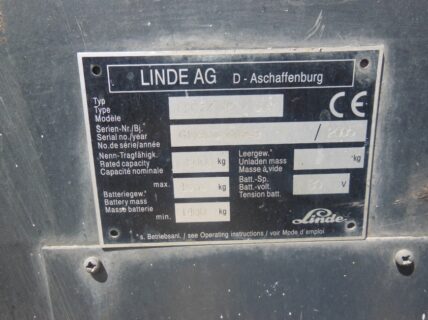 LINDE AG D - Aschaffenburg
Typ
Type
Modèle
CE
Serien-Nr./Bj.
Serial no./year
No. de série/année
/
Nenn-Tragfähigk.
Rated capacity
Capacité nominale
kg
Leergew.*
Unladen mass
Masse à vide
kg
Batteriegew.*
Battery mass
Masse batterie
max.
kg
min.
kg
Batt.-Sp.
Batt.-volt.
Tension batt.
V
Linde
*s. Betriebsanl. / see Operating instructions / voir Mode d'emploi